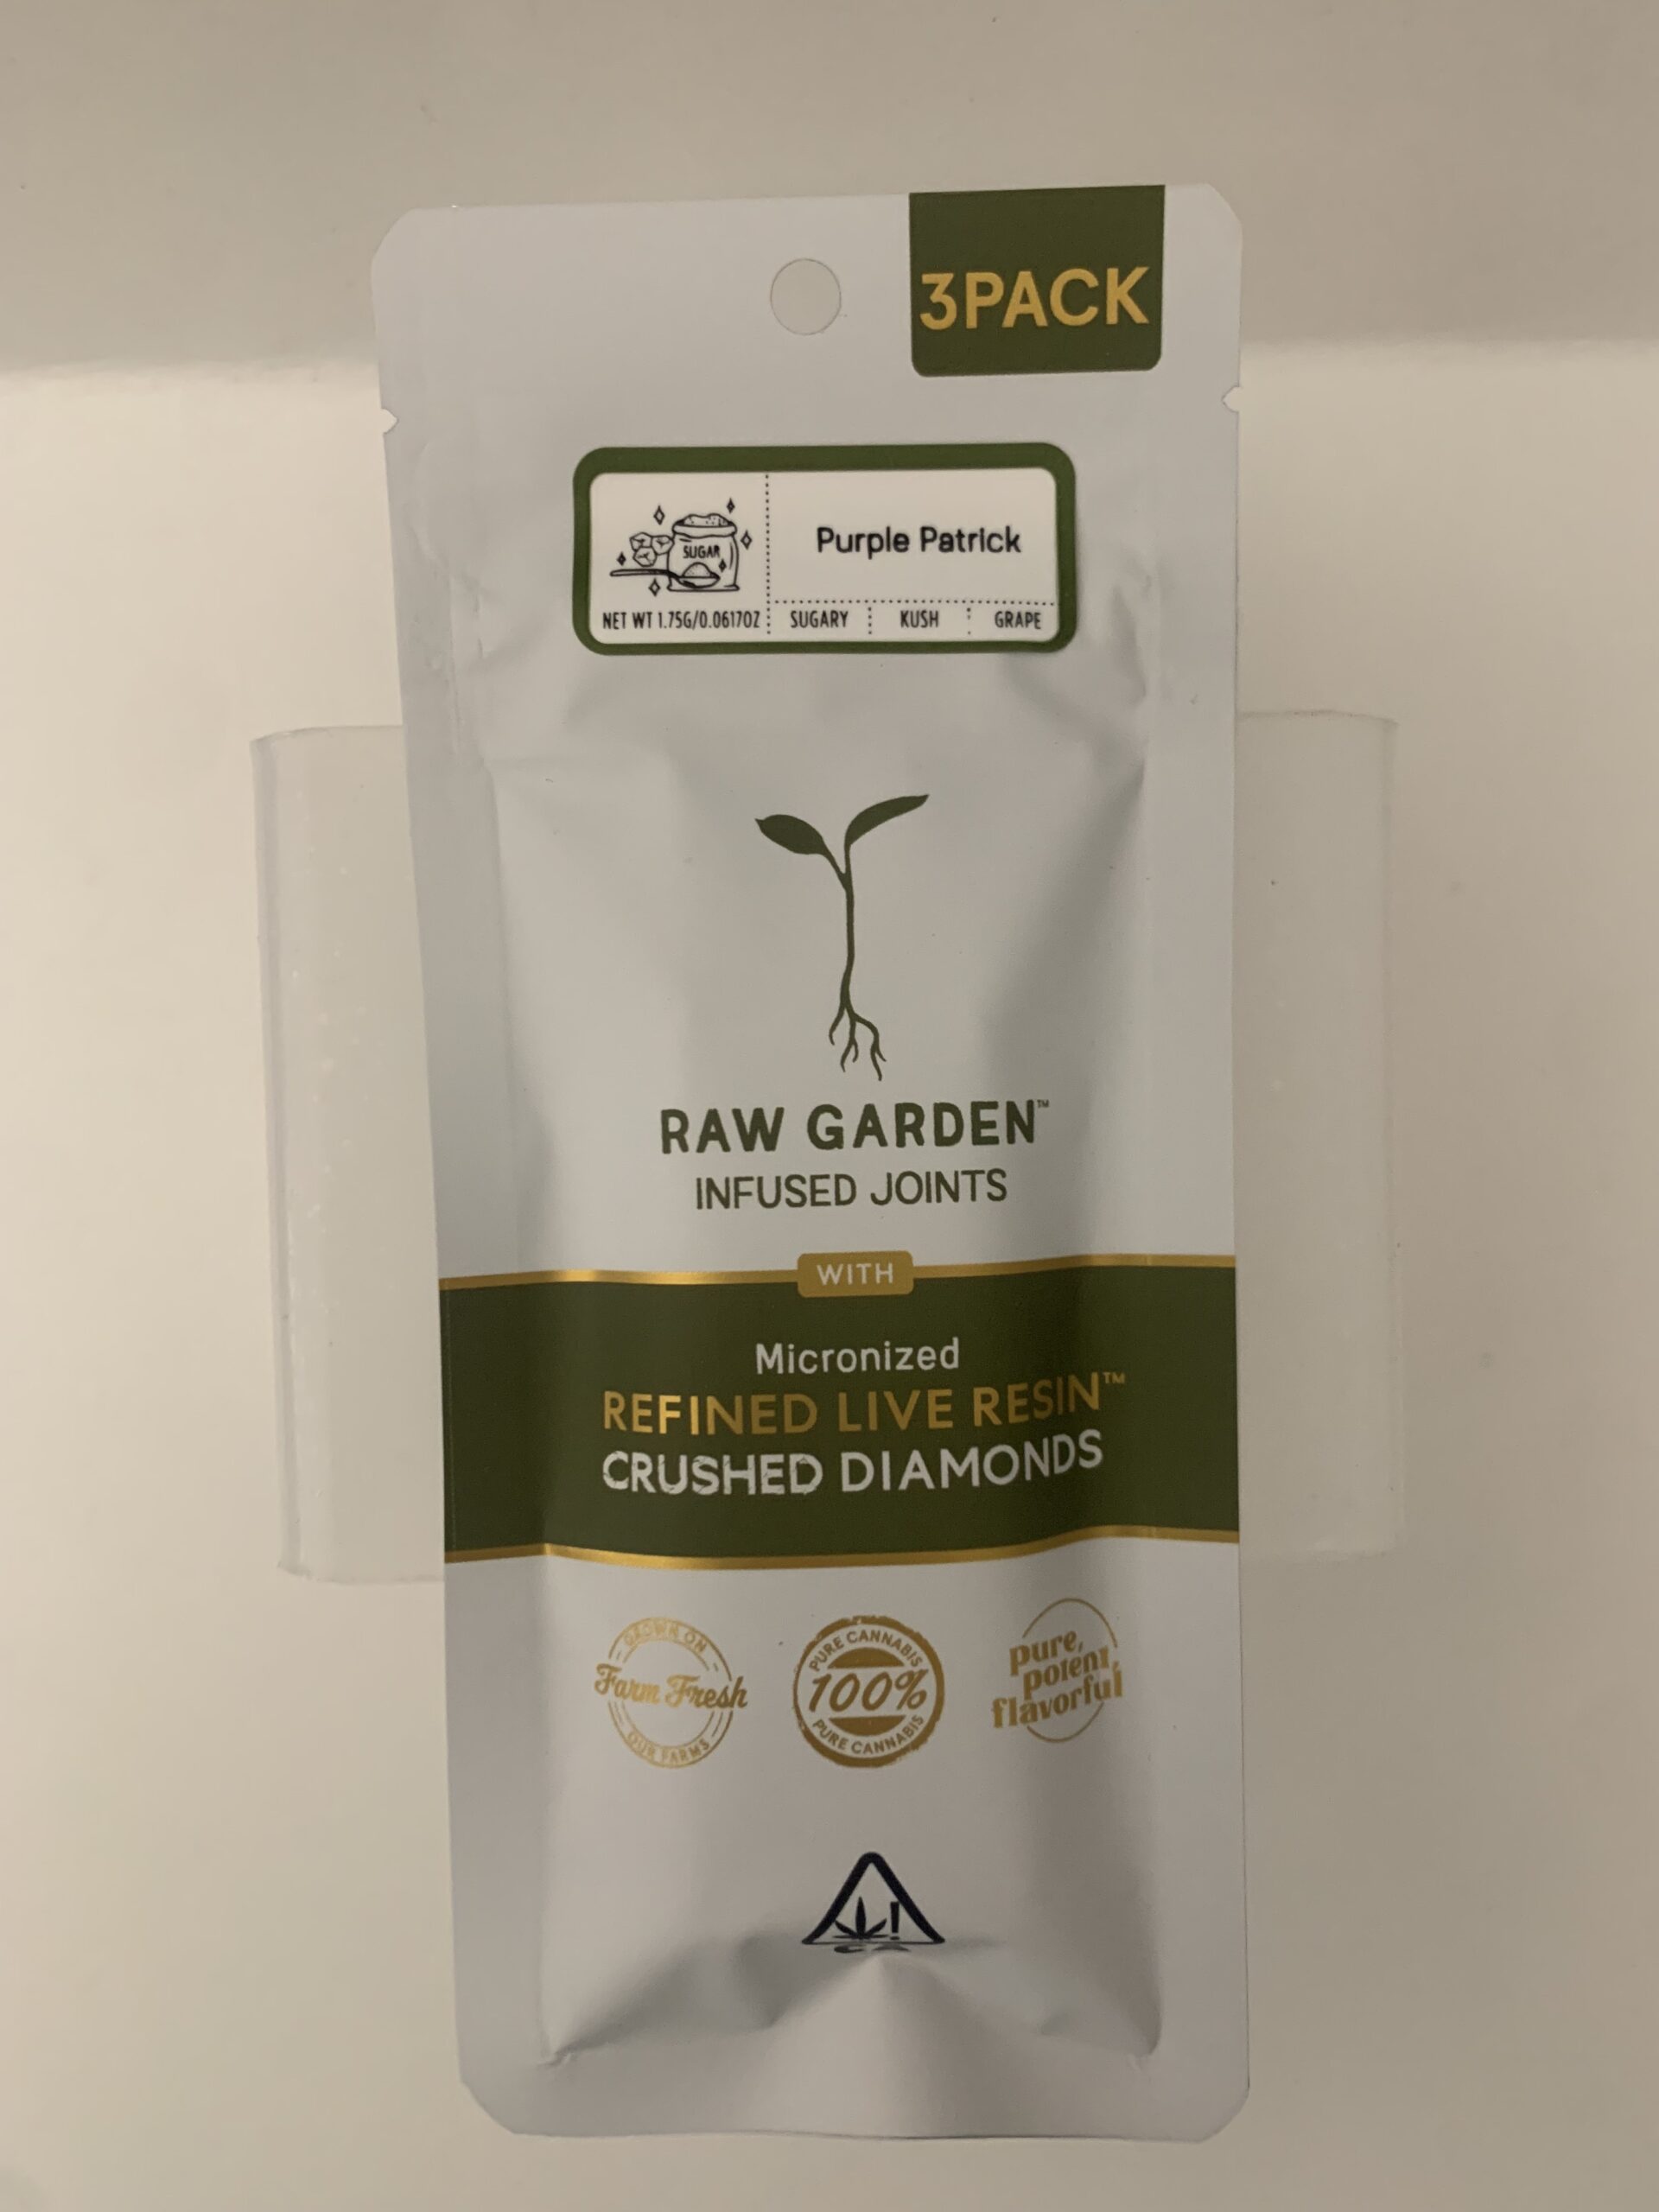 3PACK
SUGAR
Purple Patrick
NET WT 1.75G/0.0617OZ
SUGARY
KUSH
GRAPE
RAW GARDEN™
INFUSED JOINTS
WITH
Micronized
REFINED LIVE RESIN™
CRUSHED DIAMONDS
GROWN ON
Farm Fresh
OUR FARMS
PURE CANNABIS
100%
PURE CANNABIS
pure,
potent,
flavorful
!